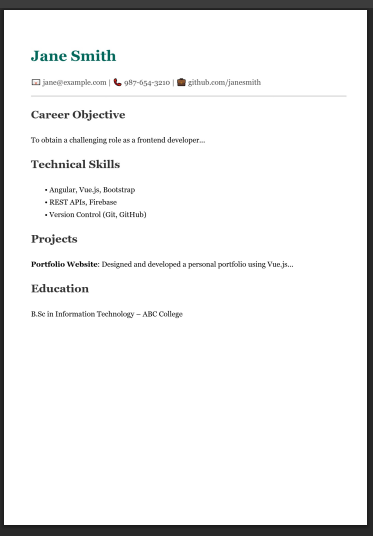 Jane Smith
📧 jane@example.com | 📞 987-654-3210 | 💼 github.com/janesmith
Career Objective
To obtain a challenging role as a frontend developer...
Technical Skills
• Angular, Vue.js, Bootstrap
• REST APIs, Firebase
• Version Control (Git, GitHub)
Projects
Portfolio Website: Designed and developed a personal portfolio using Vue.js...
Education
B.Sc in Information Technology – ABC College